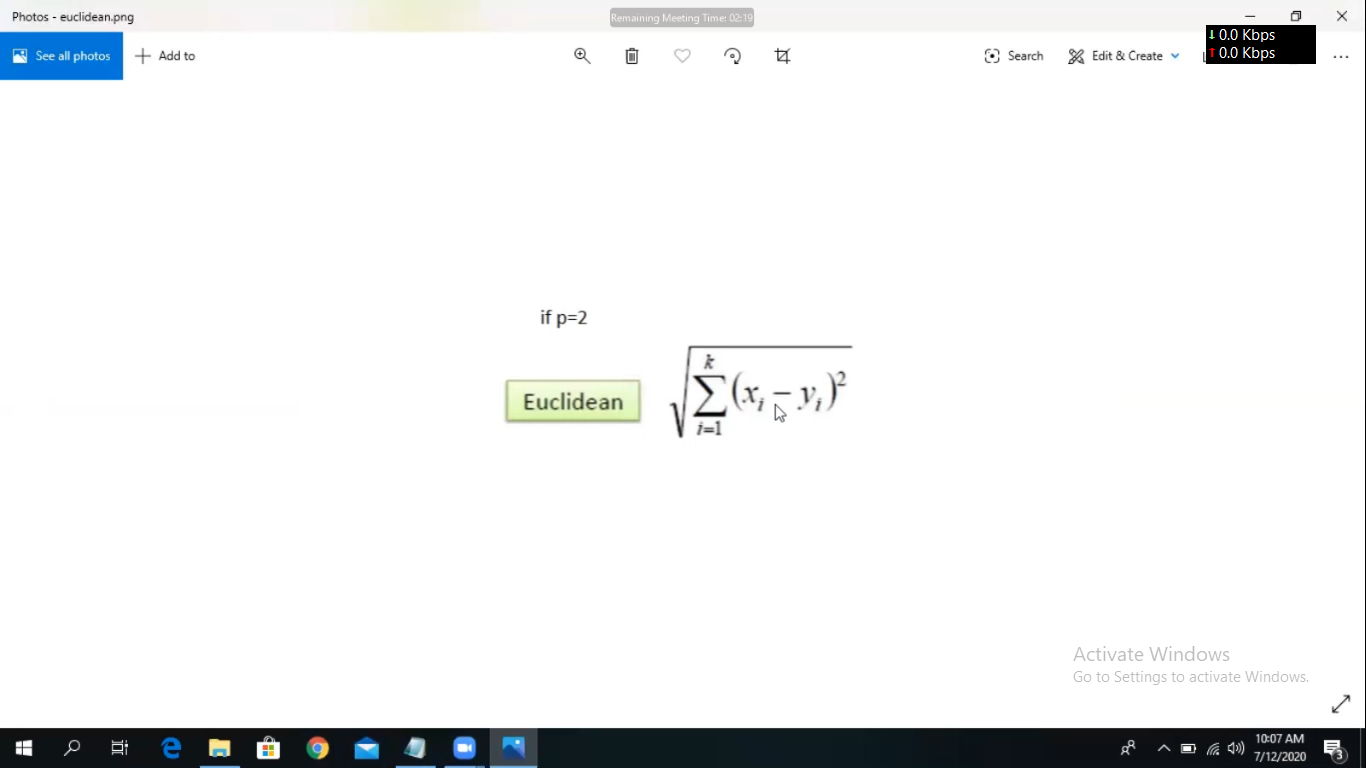 Photos - euclidean.png
Remaining Meeting Time: 02:19
0.0 Kbps
0.0 Kbps
See all photos
Add to
Search
Edit & Create
if p=2
Euclidean
√∑_{i=1}^{k}(x_i − y_i)²
Activate Windows
Go to Settings to activate Windows.
10:07 AM
7/12/2020
3